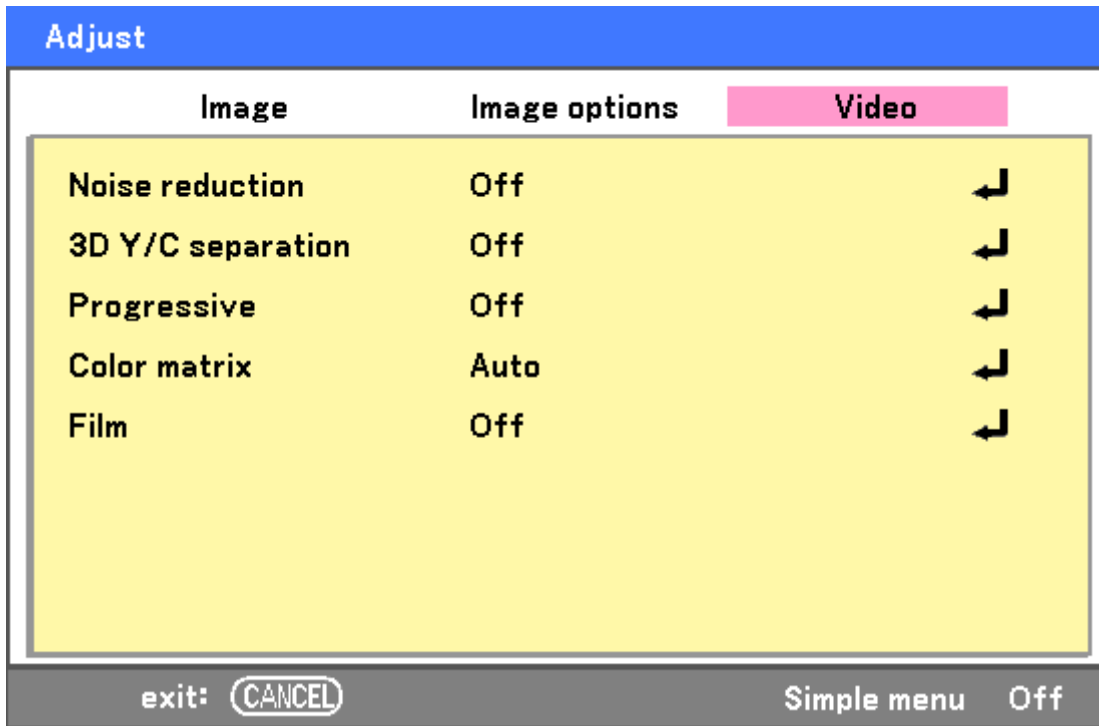 Adjust
Image Image options Video
Noise reduction Off
3D Y/C separation Off
Progressive Off
Color matrix Auto
Film Off
exit: CANCEL Simple menu Off